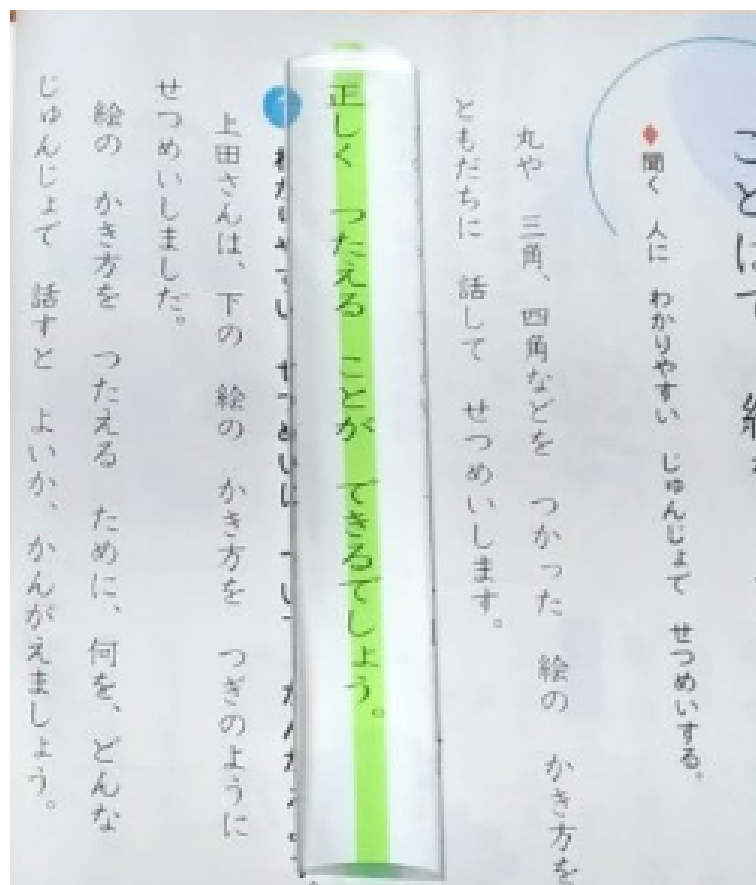 ことばで 絵を
聞く 人に わかりやすい じゅんじょで せつめいする。
丸や 三角、四角などを つかった 絵の かき方を
ともだちに 話して せつめいします。
正しく つたえる ことが できるでしょう。
上田さんは、下の 絵の かき方を つぎのように
せつめいしました。
絵の かき方を つたえる ために、何を、どんな
じゅんじょで 話すと よいか、かんがえましょう。